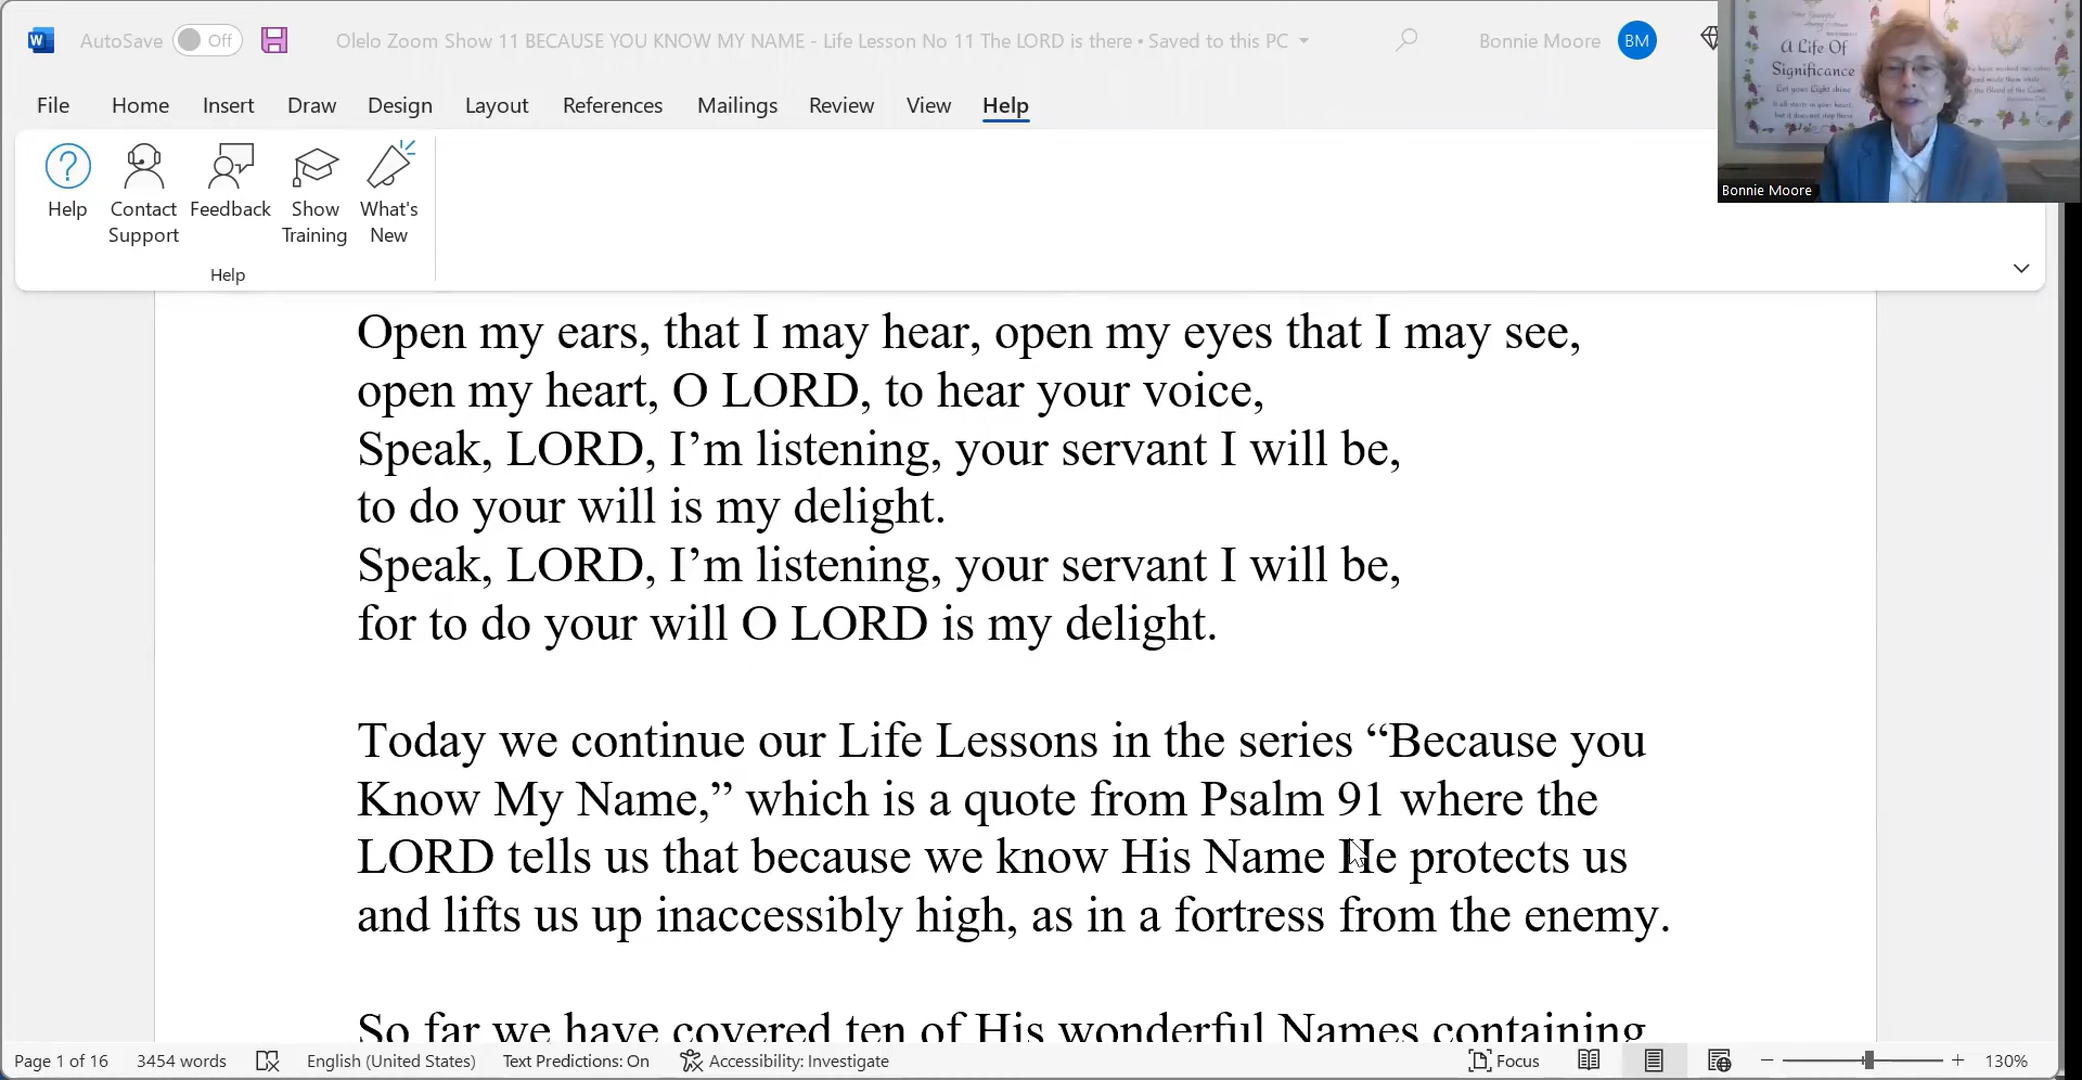 AutoSave Off Olelo Zoom Show 11 BECAUSE YOU KNOW MY NAME - Life Lesson No 11 The LORD is there • Saved to this PC Bonnie Moore BM
File Home Insert Draw Design Layout References Mailings Review View Help
Help Contact Support Feedback Show Training What's New
Help
A Life Of
Significance
Let your Light shine
Bonnie Moore
Open my ears, that I may hear, open my eyes that I may see,
open my heart, O LORD, to hear your voice,
Speak, LORD, I’m listening, your servant I will be,
to do your will is my delight.
Speak, LORD, I’m listening, your servant I will be,
for to do your will O LORD is my delight.
Today we continue our Life Lessons in the series “Because you
Know My Name,” which is a quote from Psalm 91 where the
LORD tells us that because we know His Name He protects us
and lifts us up inaccessibly high, as in a fortress from the enemy.
So far we have covered ten of His wonderful Names containing
Page 1 of 16 3454 words English (United States) Text Predictions: On Accessibility: Investigate Focus 130%